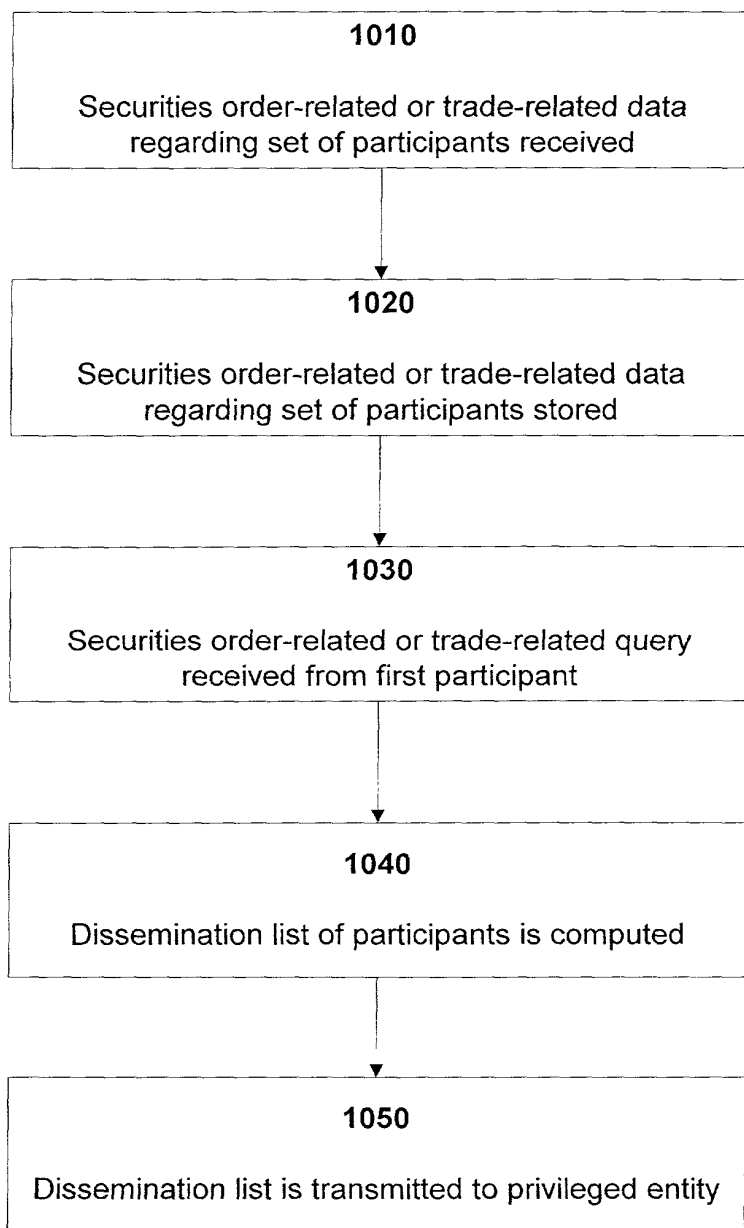 1010
Securities order-related or trade-related data
regarding set of participants received
1020
Securities order-related or trade-related data
regarding set of participants stored
1030
Securities order-related or trade-related query
received from first participant
1040
Dissemination list of participants is computed
1050
Dissemination list is transmitted to privileged entity